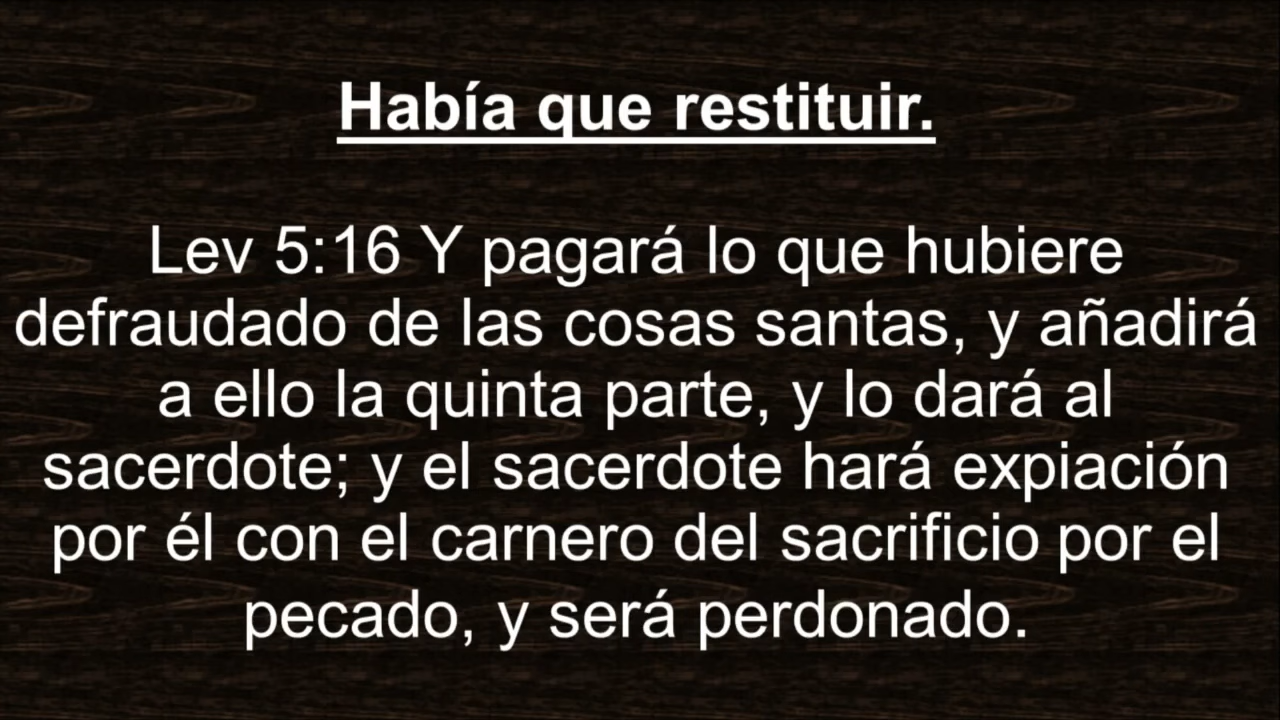 Había que restituir.
Lev 5:16 Y pagará lo que hubiere
defraudado de las cosas santas, y añadirá
a ello la quinta parte, y lo dará al
sacerdote; y el sacerdote hará expiación
por él con el carnero del sacrificio por el
pecado, y será perdonado.